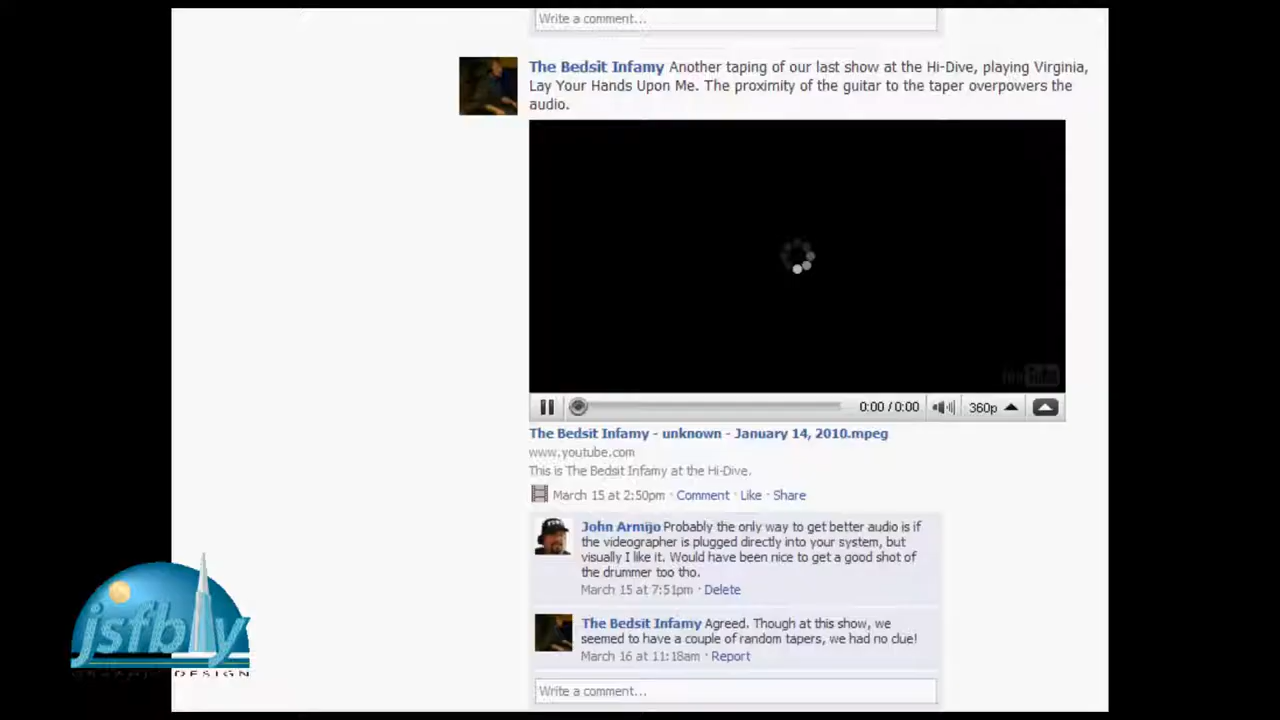 Write a comment...
The Bedsit Infamy Another taping of our last show at the Hi-Dive, playing Virginia,
Lay Your Hands Upon Me. The proximity of the guitar to the taper overpowers the
audio.
YouTube
0:00 / 0:00 360p
The Bedsit Infamy - unknown - January 14, 2010.mpeg
www.youtube.com
This is The Bedsit Infamy at the Hi-Dive.
March 15 at 2:50pm · Comment · Like · Share
John Armijo Probably the only way to get better audio is if
the videographer is plugged directly into your system, but
visually I like it. Would have been nice to get a good shot of
the drummer too tho.
March 15 at 7:51pm · Delete
The Bedsit Infamy Agreed. Though at this show, we
seemed to have a couple of random tapers, we had no clue!
March 16 at 11:18am · Report
Write a comment...
DESIGN